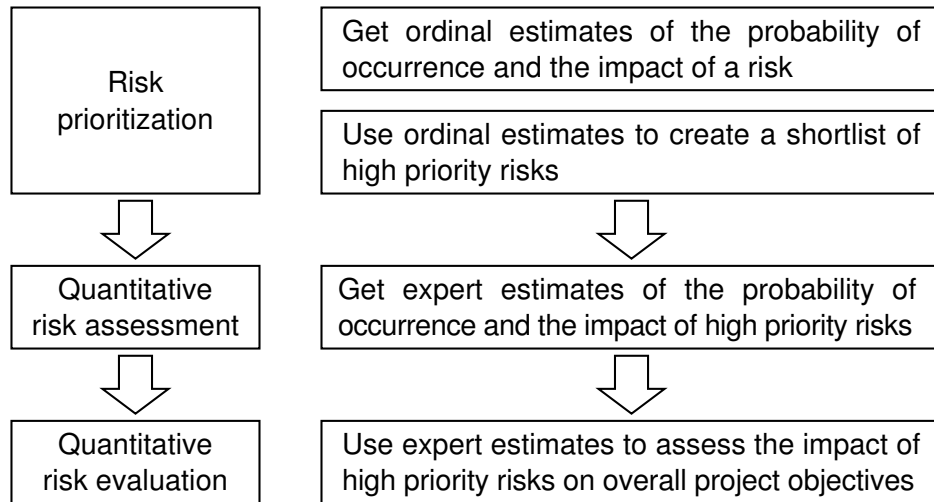 Risk
prioritization
Get ordinal estimates of the probability of
occurrence and the impact of a risk
Use ordinal estimates to create a shortlist of
high priority risks
Quantitative
risk assessment
Get expert estimates of the probability of
occurrence and the impact of high priority risks
Quantitative
risk evaluation
Use expert estimates to assess the impact of
high priority risks on overall project objectives